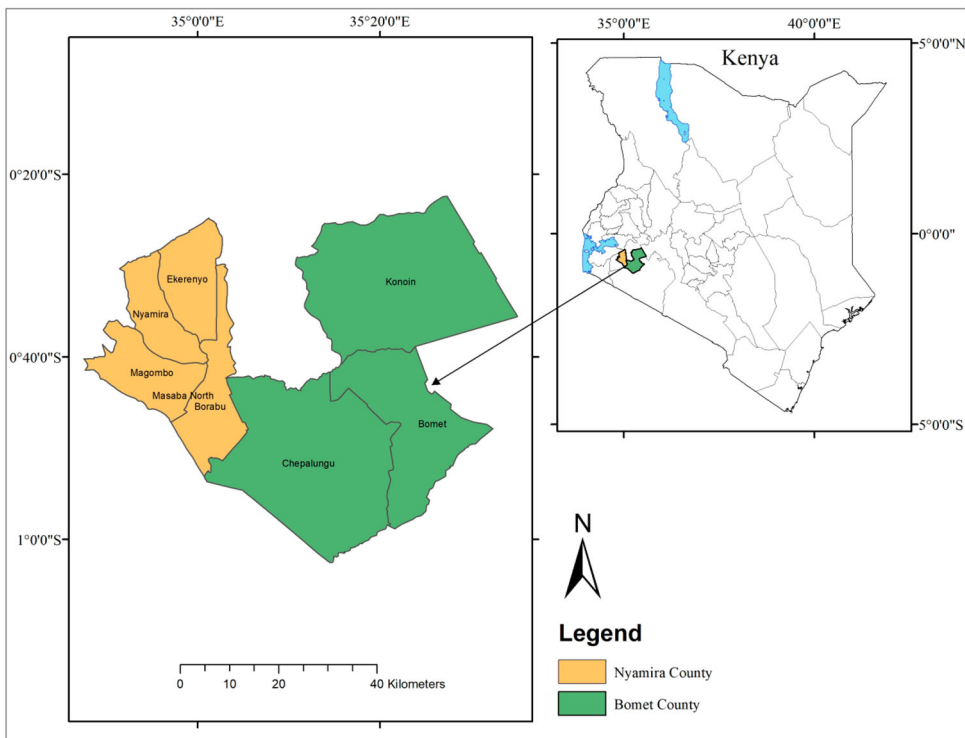 35°0'0"E
35°20'0"E
0°20'0"S
0°40'0"S
1°0'0"S
Ekerenyo
Nyamira
Magombo
Masaba North
Borabu
Konoin
Bomet
Chepalungu
0 10 20 40 Kilometers
35°0'0"E
40°0'0"E
5°0'0"N
0°0'0"
5°0'0"S
Kenya
N
Legend
Nyamira County
Bomet County